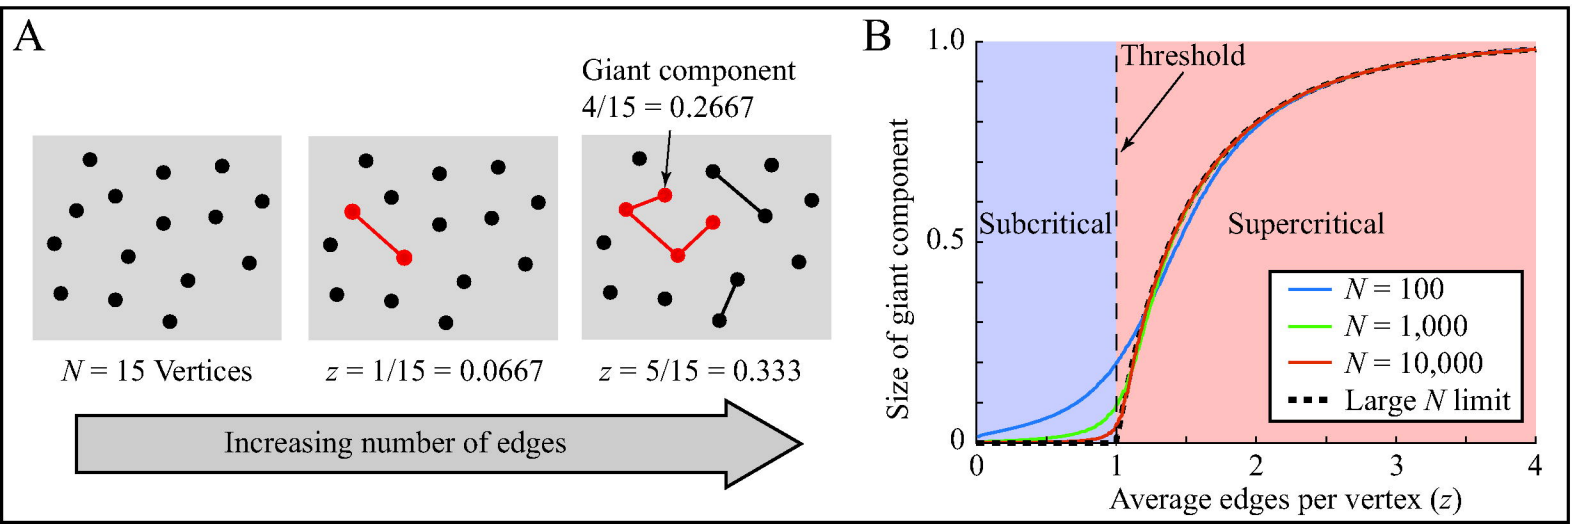 A
Giant component
4/15 = 0.2667
N = 15 Vertices
z = 1/15 = 0.0667
z = 5/15 = 0.333
Increasing number of edges
B
Size of giant component
1.0
0.5
0
Threshold
Subcritical
Supercritical
N = 100
N = 1,000
N = 10,000
Large N limit
0 1 2 3 4
Average edges per vertex (z)